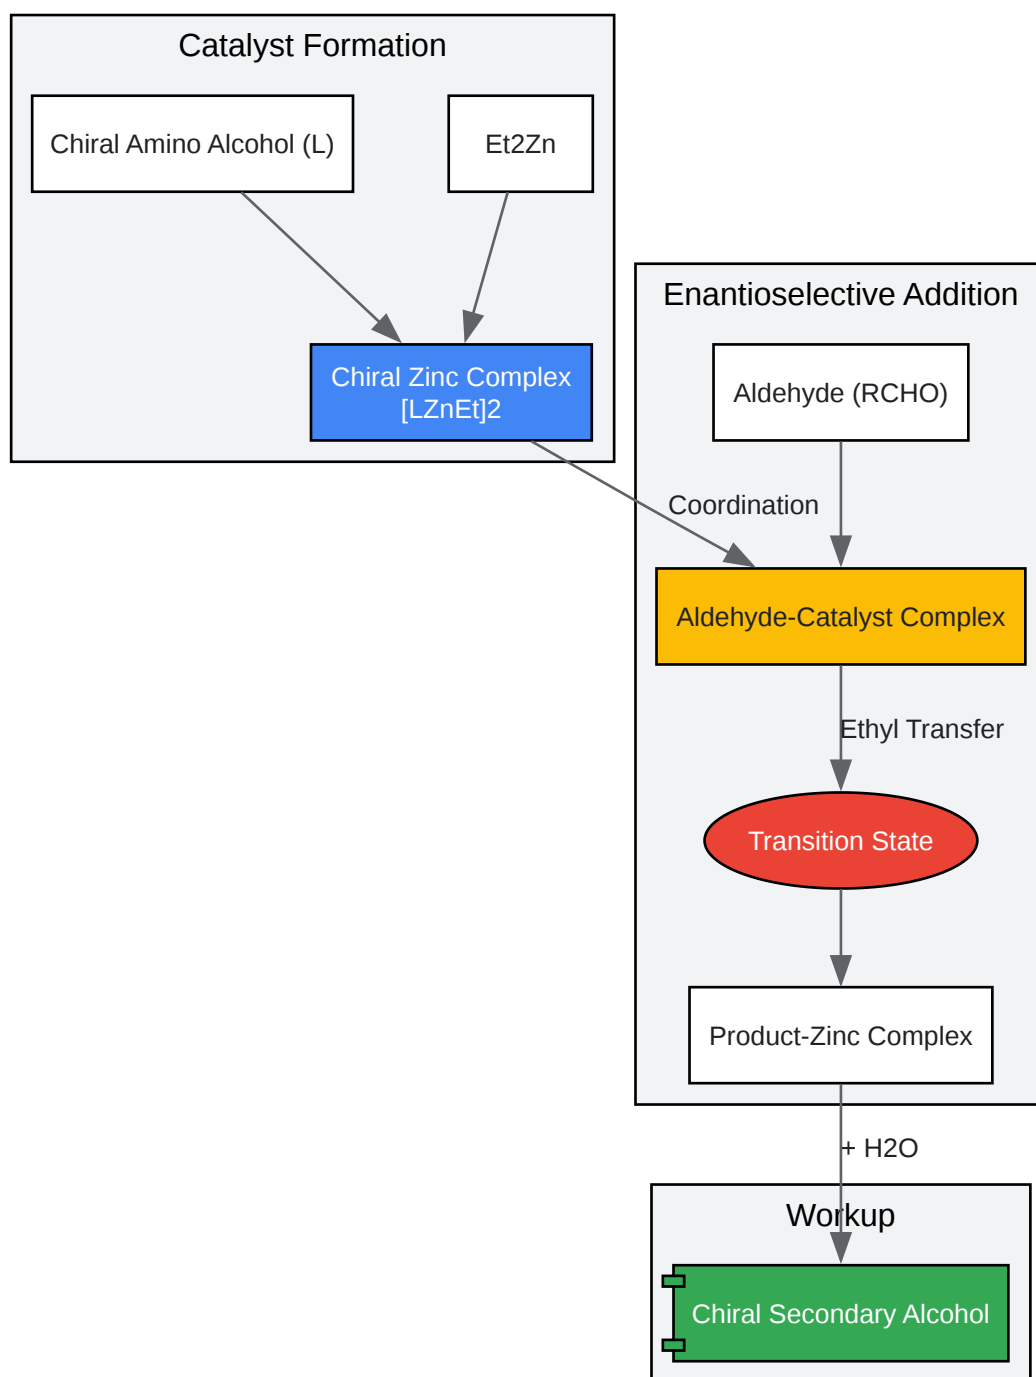 Catalyst Formation
Chiral Amino Alcohol (L)
Et2Zn
Chiral Zinc Complex
[LZnEt]2
Enantioselective Addition
Aldehyde (RCHO)
Coordination
Aldehyde-Catalyst Complex
Ethyl Transfer
Transition State
Product-Zinc Complex
+ H2O
Workup
Chiral Secondary Alcohol